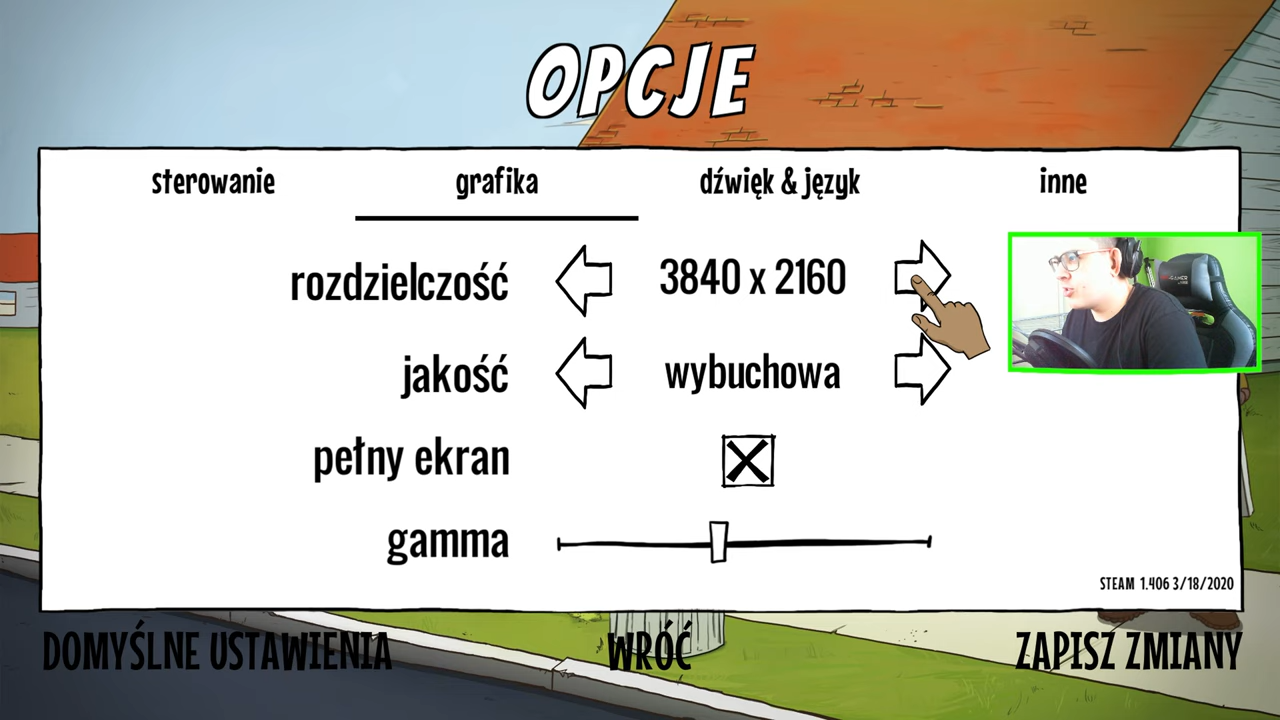 OPCJE
sterowanie grafika dźwięk & język inne
rozdzielczość 3840 x 2160
jakość wybuchowa
pełny ekran
gamma
STEAM 1.406 3/18/2020
DOMYŚLNE USTAWIENIA WRÓĆ ZAPISZ ZMIANY